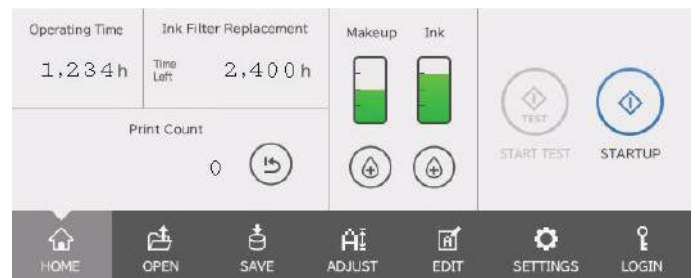 Operating Time
1,234h
Ink Filter Replacement
Time Left 2,400h
Print Count
0
Makeup Ink
TEST
START TEST STARTUP
HOME OPEN SAVE ADJUST EDIT SETTINGS LOGIN